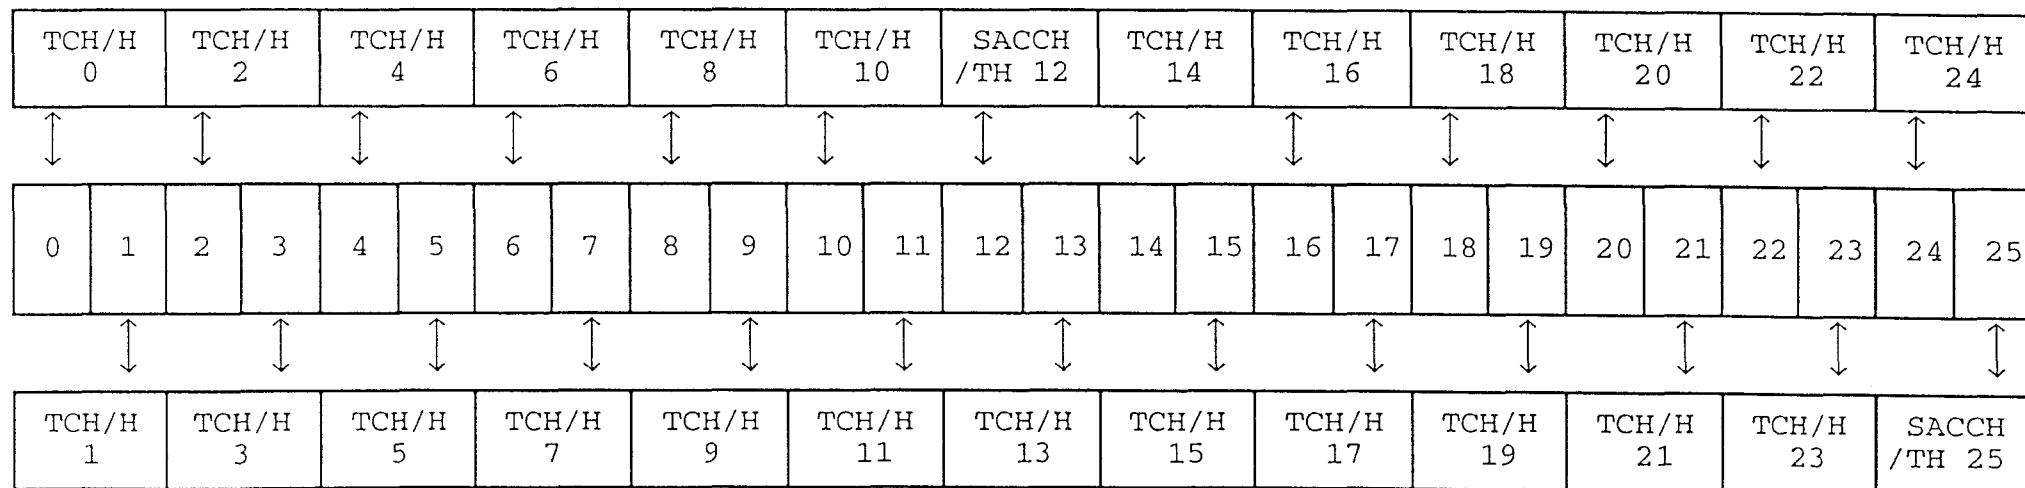 TCH/H TCH/H TCH/H TCH/H TCH/H TCH/H SACCH TCH/H TCH/H TCH/H TCH/H TCH/H TCH/H
0 2 4 6 8 10 /TH 12 14 16 18 20 22 24
0 1 2 3 4 5 6 7 8 9 10 11 12 13 14 15 16 17 18 19 20 21 22 23 24 25
TCH/H TCH/H TCH/H TCH/H TCH/H TCH/H TCH/H TCH/H TCH/H TCH/H TCH/H TCH/H SACCH
1 3 5 7 9 11 13 15 17 19 21 23 /TH 25